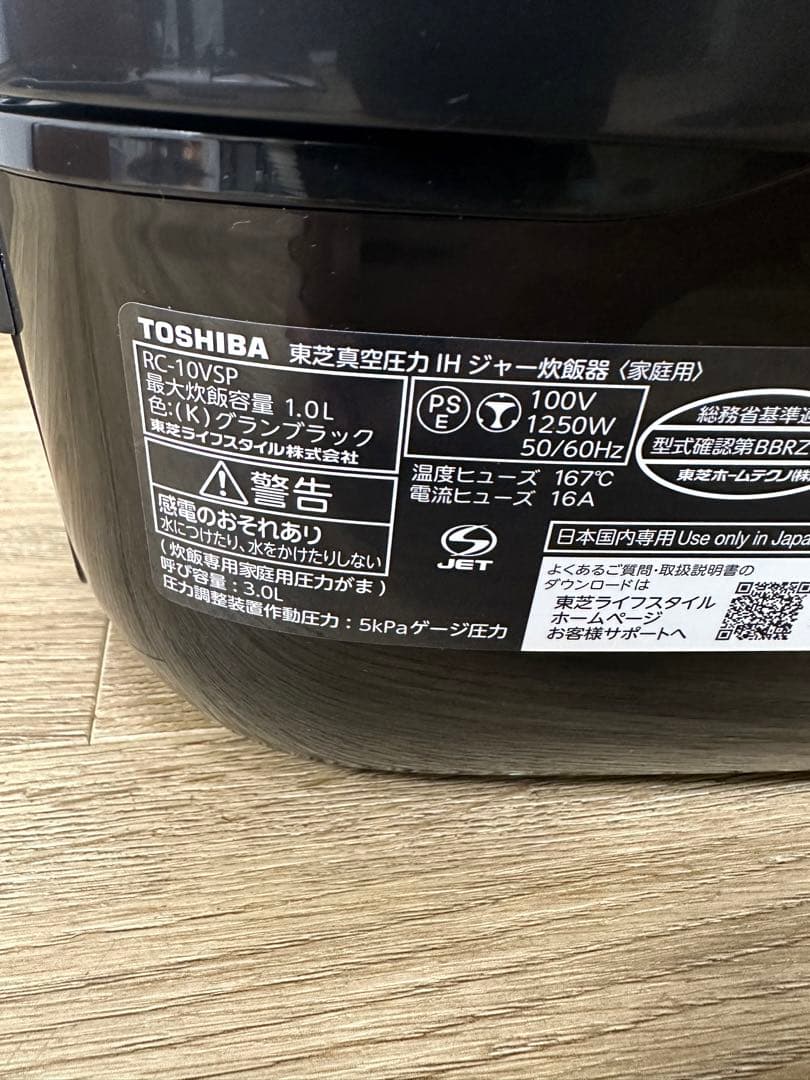 TOSHIBA 東芝真空圧力IHジャー炊飯器〈家庭用〉
RC-10VSP
最大炊飯容量 1.0L
色:(K)グランブラック
東芝ライフスタイル株式会社
PS
E
100V
1250W
50/60Hz
温度ヒューズ 167℃
電流ヒューズ 16A
総務省基準適
型式確認第BBRZ
東芝ホームテクノ(株
警告
感電のおそれあり
水につけたり、水をかけたりしない
(炊飯専用家庭用圧力がま)
呼び容量:3.0L
圧力調整装置作動圧力:5kPaゲージ圧力
JET
日本国内専用 Use only in Japa
よくあるご質問・取扱説明書の
ダウンロードは
東芝ライフスタイル
ホームページ
お客様サポートへ